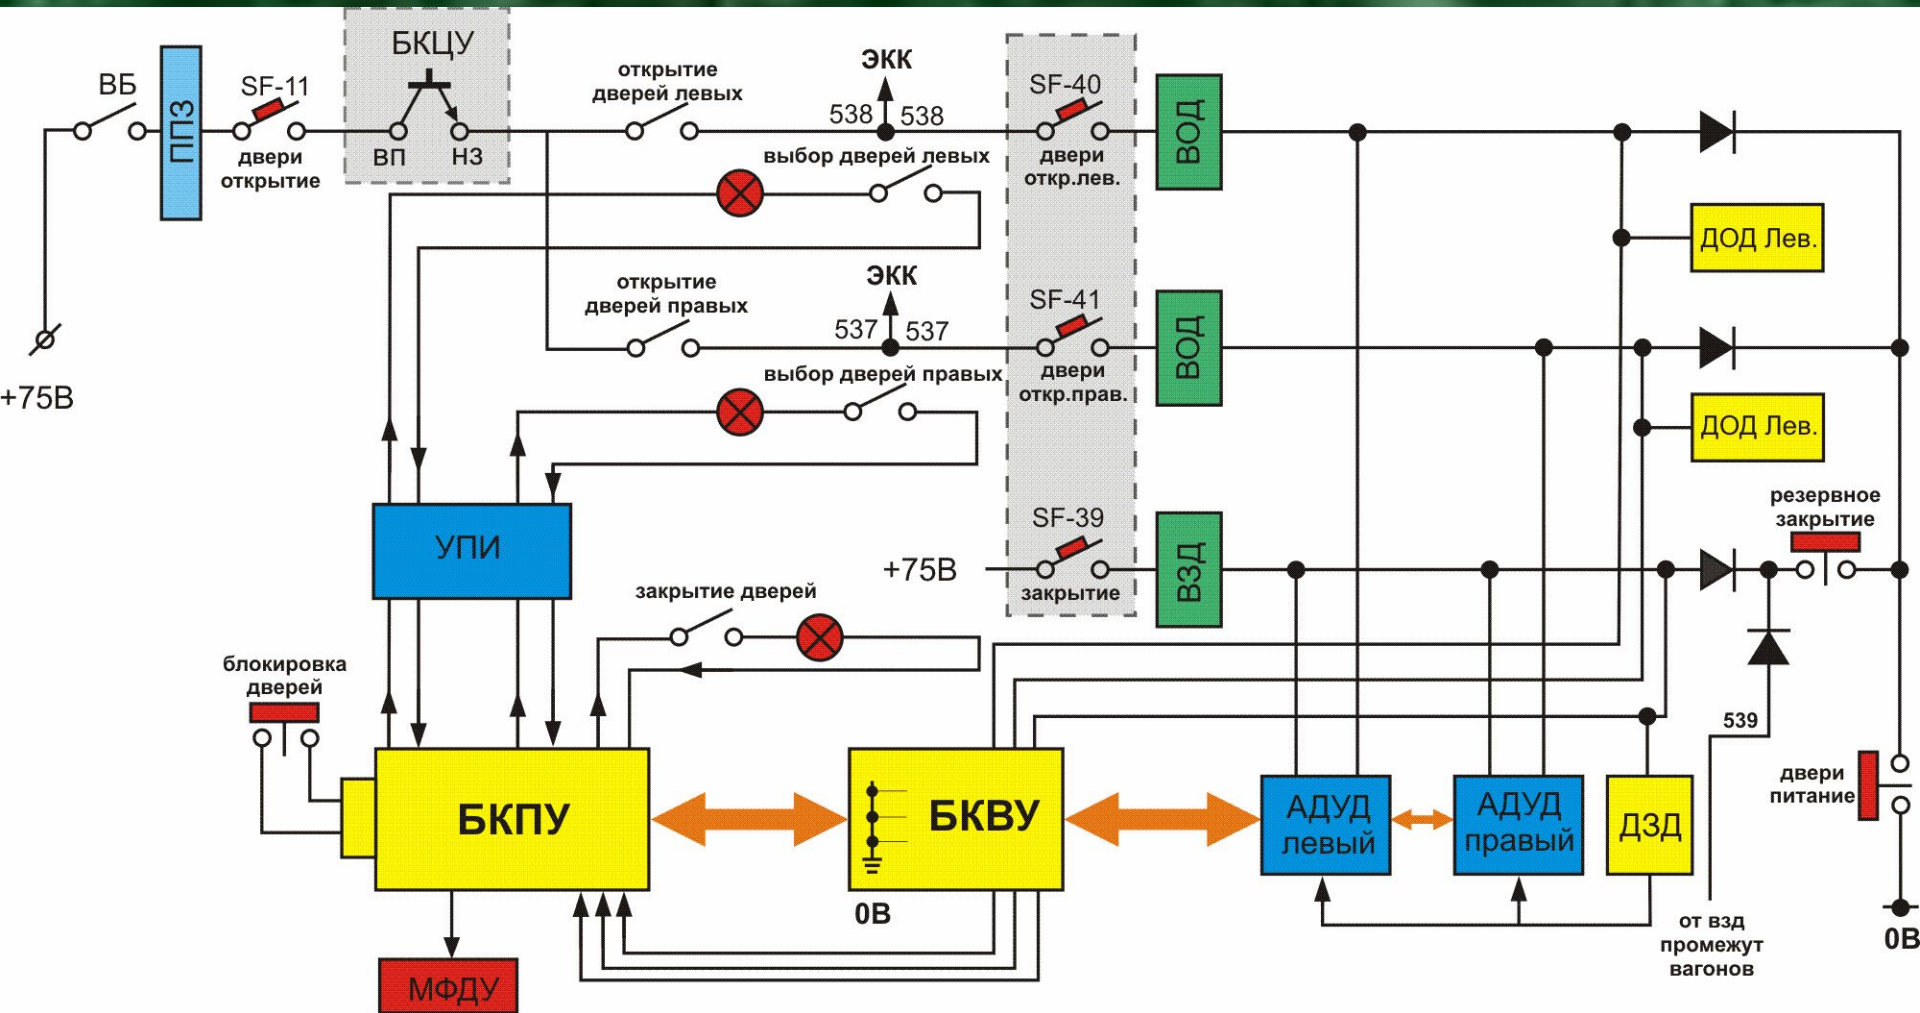 ВБ
ППЗ
SF-11
двери
открытие
БКЦУ
ВП
НЗ
открытие
дверей левых
ЭКК
538
538
SF-40
двери
откр.лев.
ВОД
выбор дверей левых
ДОД Лев.
+75В
открытие
дверей правых
ЭКК
537
537
SF-41
двери
откр.прав.
ВОД
выбор дверей правых
ДОД Лев.
УПИ
+75В
SF-39
закрытие
ВЗД
резервное
закрытие
закрытие дверей
блокировка
дверей
БКПУ
БКВУ
0В
АДУД
левый
АДУД
правый
ДЗД
539
двери
питание
от взд
промежут
вагонов
0В
МФДУ